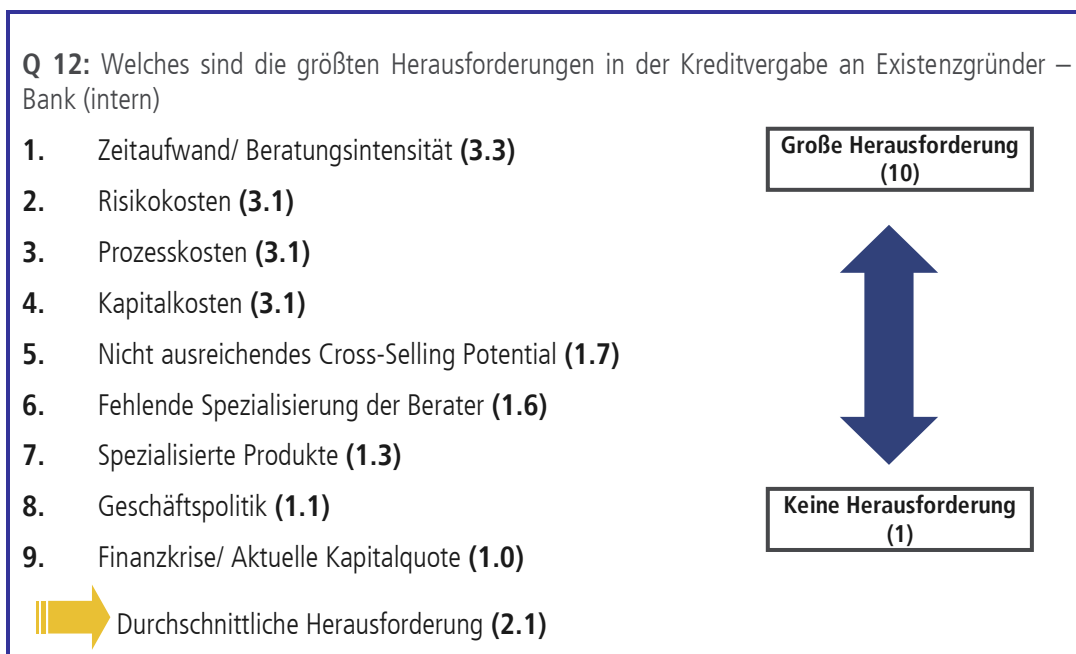 Q 12: Welches sind die größten Herausforderungen in der Kreditvergabe an Existenzgründer –
Bank (intern)
1. Zeitaufwand/ Beratungsintensität (3.3)
2. Risikokosten (3.1)
3. Prozesskosten (3.1)
4. Kapitalkosten (3.1)
5. Nicht ausreichendes Cross-Selling Potential (1.7)
6. Fehlende Spezialisierung der Berater (1.6)
7. Spezialisierte Produkte (1.3)
8. Geschäftspolitik (1.1)
9. Finanzkrise/ Aktuelle Kapitalquote (1.0)
Durchschnittliche Herausforderung (2.1)
Große Herausforderung
(10)
Keine Herausforderung
(1)